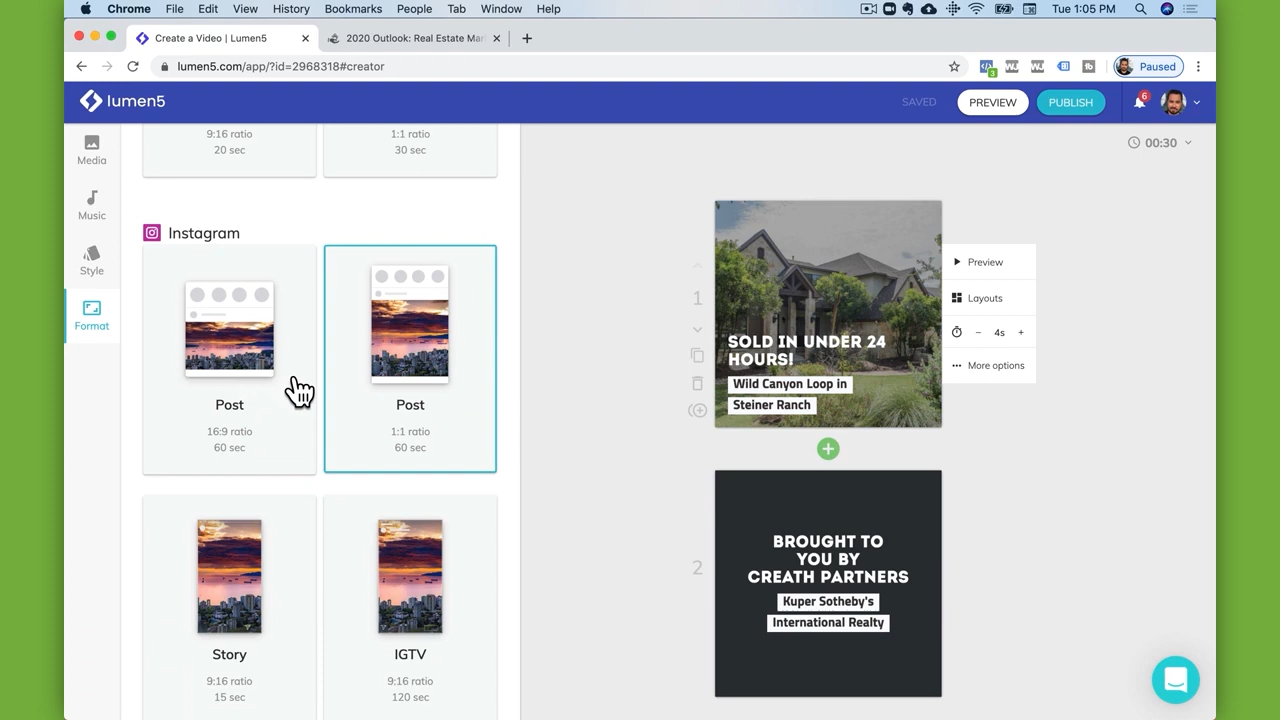 Chrome File Edit View History Bookmarks People Tab Window Help Tue 1:05 PM
Create a Video | Lumen5
2020 Outlook: Real Estate Mar
lumen5.com/app/?id=2968318#creator
3
Paused
lumen5
SAVED
PREVIEW
PUBLISH
6
Media
Music
Style
Format
9:16 ratio
20 sec
1:1 ratio
30 sec
Instagram
Post
16:9 ratio
60 sec
Post
1:1 ratio
60 sec
Story
9:16 ratio
15 sec
IGTV
9:16 ratio
120 sec
00:30
1
SOLD IN UNDER 24
HOURS!
Wild Canyon Loop in
Steiner Ranch
Preview
Layouts
− 4s +
More options
2
BROUGHT TO
YOU BY
CREATH PARTNERS
Kuper Sotheby's
International Realty